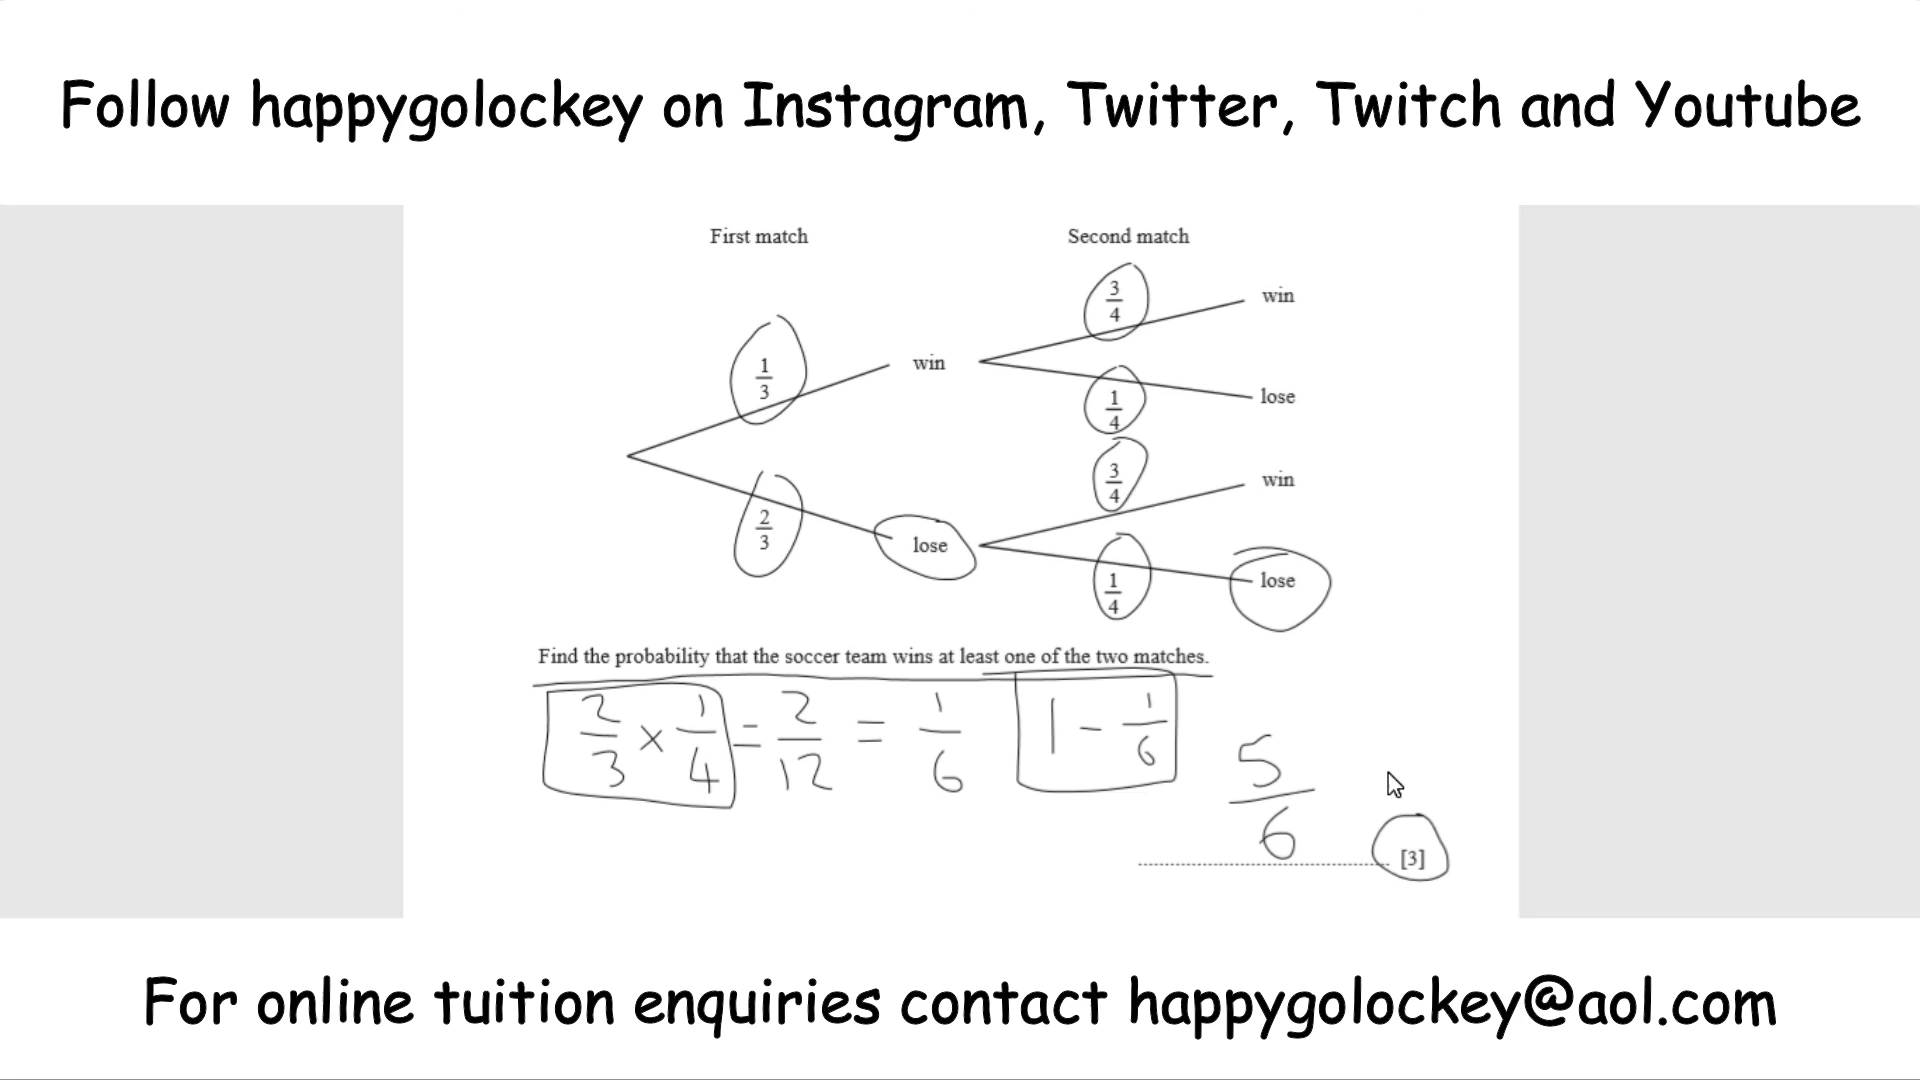 Follow happygolockey on Instagram, Twitter, Twitch and Youtube
First match Second match
3/4 win
1/3 win
1/4 lose
3/4 win
2/3 lose
1/4 lose
Find the probability that the soccer team wins at least one of the two matches.
2/3 × 1/4 = 2/12 = 1/6 1 - 1/6
5/6
[3]
For online tuition enquiries contact happygolockey@aol.com